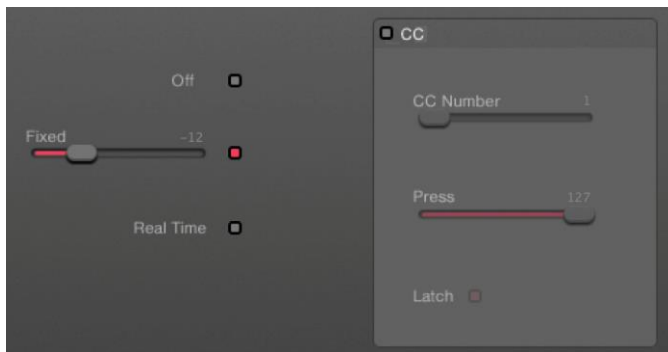 Off
Fixed -12
Real Time
CC
CC Number 1
Press 127
Latch